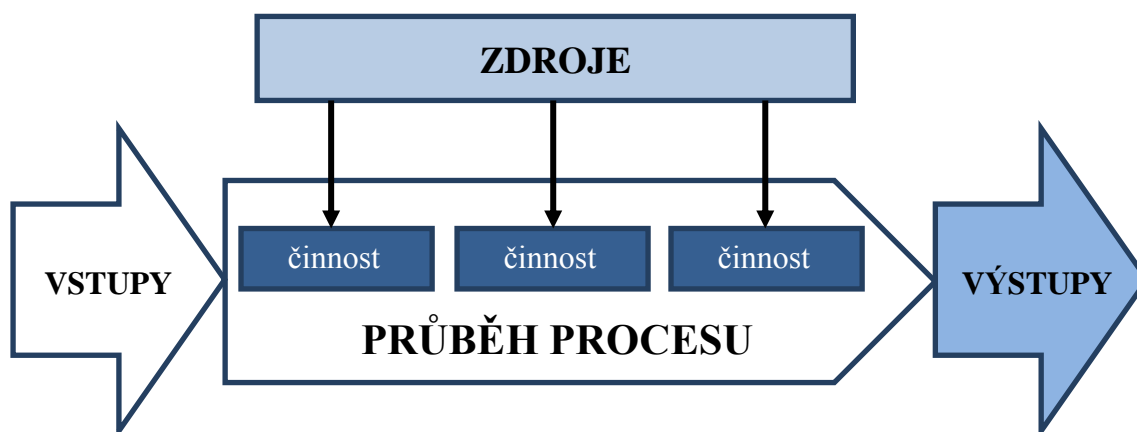 ZDROJE
činnost
činnost
činnost
VSTUPY
VÝSTUPY
PRŮBĚH PROCESU